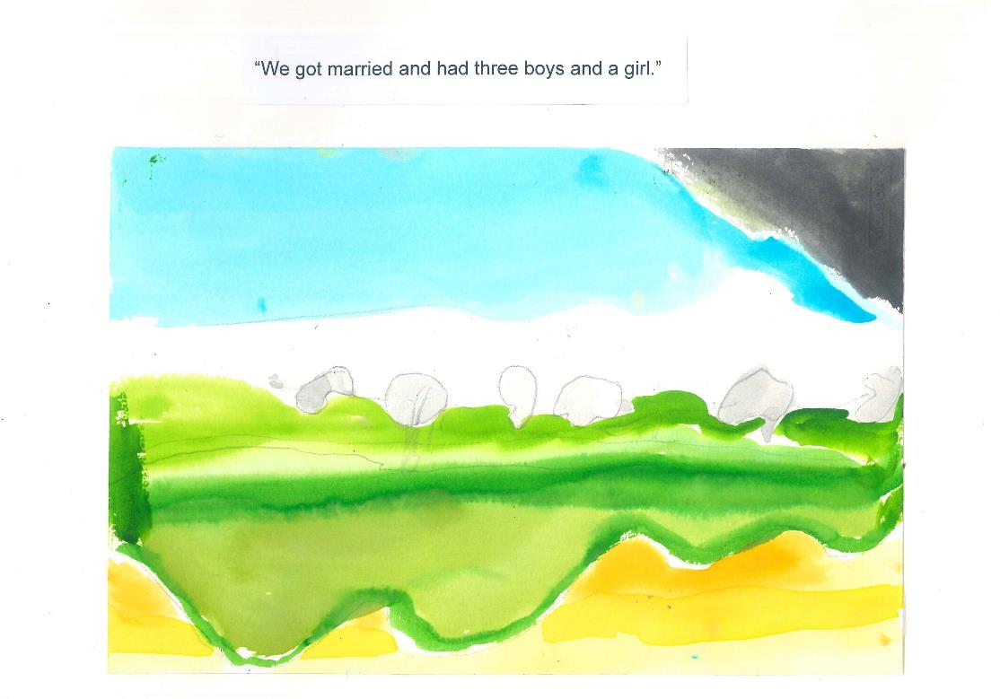 “We got married and had three boys and a girl.”